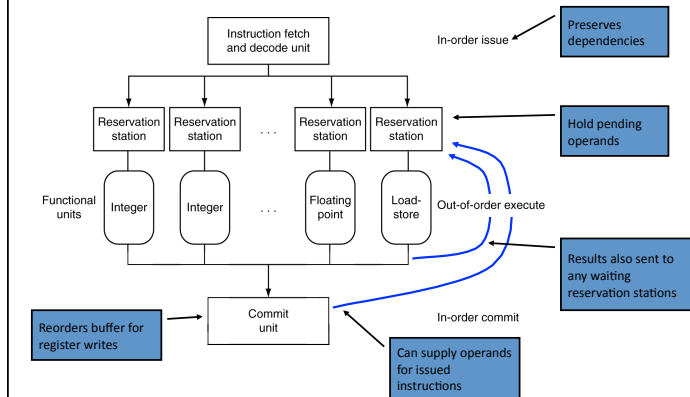 Instruction fetch
and decode unit
In-order issue
Preserves
dependencies
Reservation
station
Reservation
station
. . .
Reservation
station
Reservation
station
Hold pending
operands
Functional
units
Integer
Integer
. . .
Floating
point
Load-
store
Out-of-order execute
Results also sent to
any waiting
reservation stations
Commit
unit
In-order commit
Reorders buffer for
register writes
Can supply operands
for issued
instructions